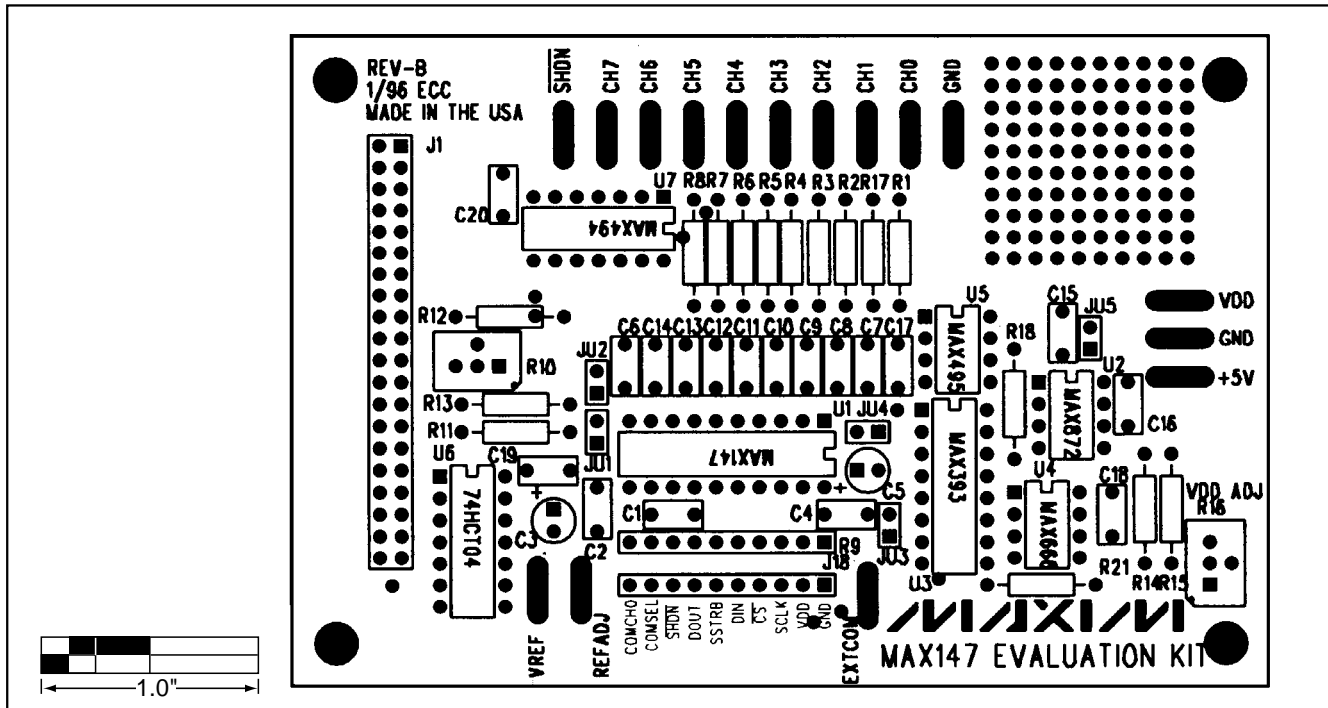 REV-B
1/96 ECC
MADE IN THE USA
J1
SHDN
CH7
CH6
CH5
CH4
CH3
CH2
CH1
CH0
GND
C20
U7
MAX494
R8
R7
R6
R5
R4
R3
R2
R17
R1
R12
R10
R13
R11
JU2
JU1
C6
C14
C13
C12
C11
C10
C9
C8
C7
C17
U5
MAX495
R18
C15
JU5
U2
MAX872
C16
VDD
GND
+5V
U1
JU4
MAX147
MAX393
U6
74HCT04
C19
+
C3
C2
C1
C4
+
C5
JU3
R9
J18
U3
U4
MAX666
C18
R21
R14
R15
VDD ADJ
R16
VREF
REFADJ
COMCHO
COMSEL
SHDN
DOUT
SSTRB
DIN
CS
SCLK
VDD
GND
EXTCOM
MAXIM
MAX147 EVALUATION KIT
1.0"